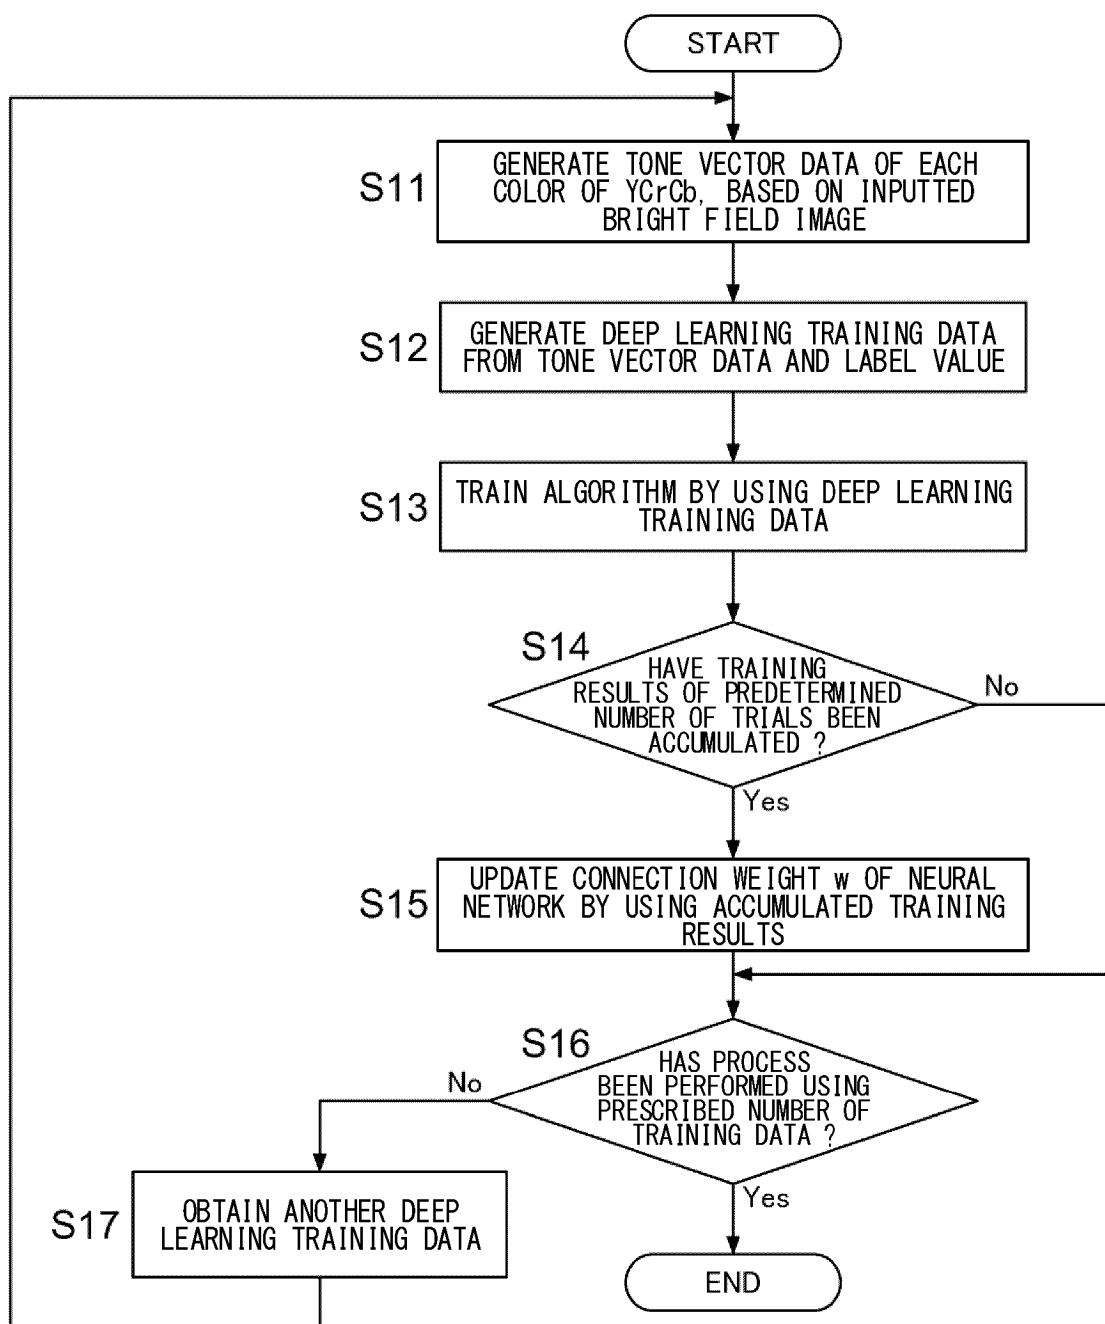 START
S11
GENERATE TONE VECTOR DATA OF EACH
COLOR OF YCrCb, BASED ON INPUTTED
BRIGHT FIELD IMAGE
S12
GENERATE DEEP LEARNING TRAINING DATA
FROM TONE VECTOR DATA AND LABEL VALUE
S13
TRAIN ALGORITHM BY USING DEEP LEARNING
TRAINING DATA
S14
HAVE TRAINING
RESULTS OF PREDETERMINED
NUMBER OF TRIALS BEEN
ACCUMULATED ?
No
Yes
S15
UPDATE CONNECTION WEIGHT w OF NEURAL
NETWORK BY USING ACCUMULATED TRAINING
RESULTS
S16
HAS PROCESS
BEEN PERFORMED USING
PRESCRIBED NUMBER OF
TRAINING DATA ?
No
Yes
S17
OBTAIN ANOTHER DEEP
LEARNING TRAINING DATA
END